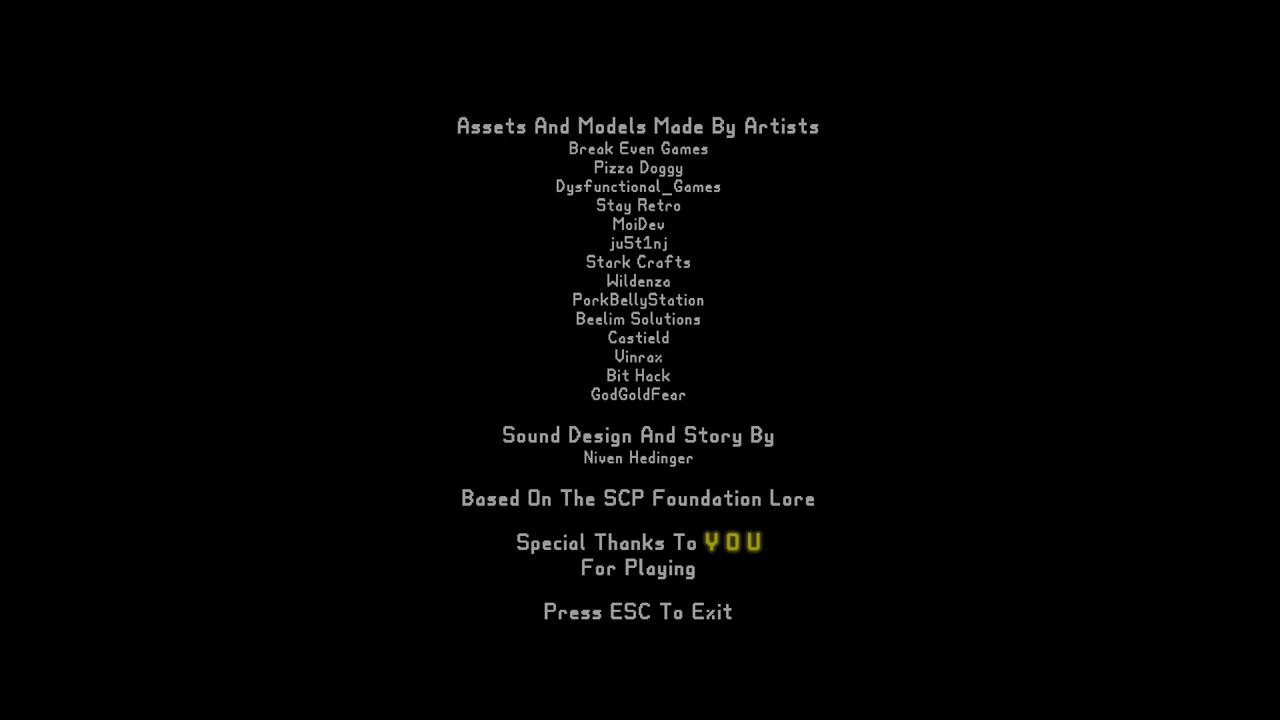 Assets And Models Made By Artists
Break Even Games
Pizza Doggy
Dysfunctional_Games
Stay Retro
MoiDev
ju5t1nj
Stark Crafts
Wildenza
PorkBellyStation
Beelim Solutions
Castield
Vinrax
Bit Hack
GodGoldFear
Sound Design And Story By
Niven Hedinger
Based On The SCP Foundation Lore
Special Thanks To YOU
For Playing
Press ESC To Exit